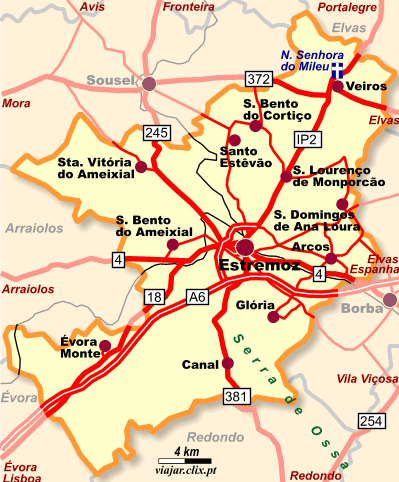 Avis
Fronteira
Portalegre
Elvas
N. Senhora
do Mileu
Sousel
372
Veiros
Mora
S. Bento
do Cortiço
Elvas
245
IP2
Santo
Estêvão
Sta. Vitória
do Ameixial
S. Lourenço
de Monporcão
S. Bento
do Ameixial
S. Domingos
de Ana Loura
Arraiolos
Arcos
4
Estremoz
4
Elvas
Espanha
Arraiolos
18
A6
Glória
Borba
Évora
Monte
Canal
Serra de Ossa
Vila Viçosa
Évora
381
254
Redondo
4 km
viajar.clix.pt
Évora
Lisboa
Redondo